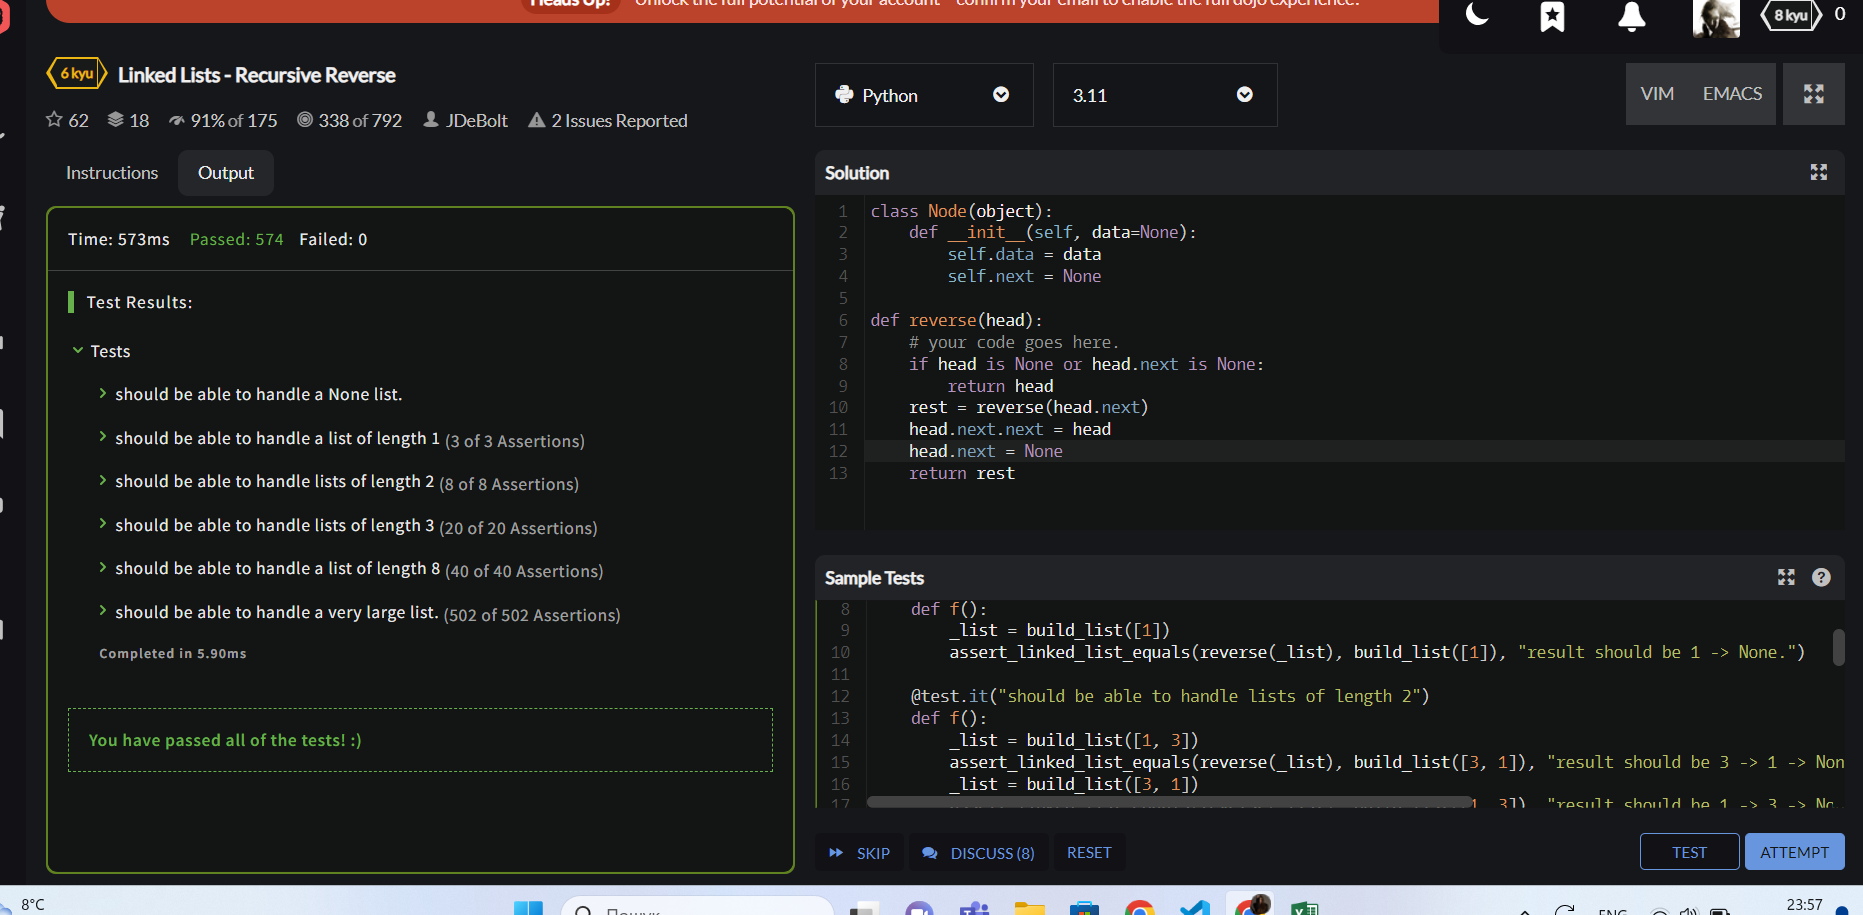 Heads Up! Unlock the full potential of your account - confirm your email to enable the full dojo experience.
8 kyu 0
6 kyu Linked Lists - Recursive Reverse
62 18 91% of 175 338 of 792 JDeBolt 2 Issues Reported
Python
3.11
VIM EMACS
Instructions Output
Time: 573ms Passed: 574 Failed: 0
Test Results:
Tests
should be able to handle a None list.
should be able to handle a list of length 1 (3 of 3 Assertions)
should be able to handle lists of length 2 (8 of 8 Assertions)
should be able to handle lists of length 3 (20 of 20 Assertions)
should be able to handle a list of length 8 (40 of 40 Assertions)
should be able to handle a very large list. (502 of 502 Assertions)
Completed in 5.90ms
You have passed all of the tests! :)
Solution
1 class Node(object):
2     def __init__(self, data=None):
3         self.data = data
4         self.next = None
5
6 def reverse(head):
7     # your code goes here.
8     if head is None or head.next is None:
9         return head
10     rest = reverse(head.next)
11     head.next.next = head
12     head.next = None
13     return rest
Sample Tests
8     def f():
9         _list = build_list([1])
10         assert_linked_list_equals(reverse(_list), build_list([1]), "result should be 1 -> None.")
11
12     @test.it("should be able to handle lists of length 2")
13     def f():
14         _list = build_list([1, 3])
15         assert_linked_list_equals(reverse(_list), build_list([3, 1]), "result should be 3 -> 1 -> Non
16         _list = build_list([3, 1])
17 1, 3]), "result should be 1 -> 3 -> No
SKIP DISCUSS (8) RESET
TEST ATTEMPT
8°C
Пошук
ENG
23:57